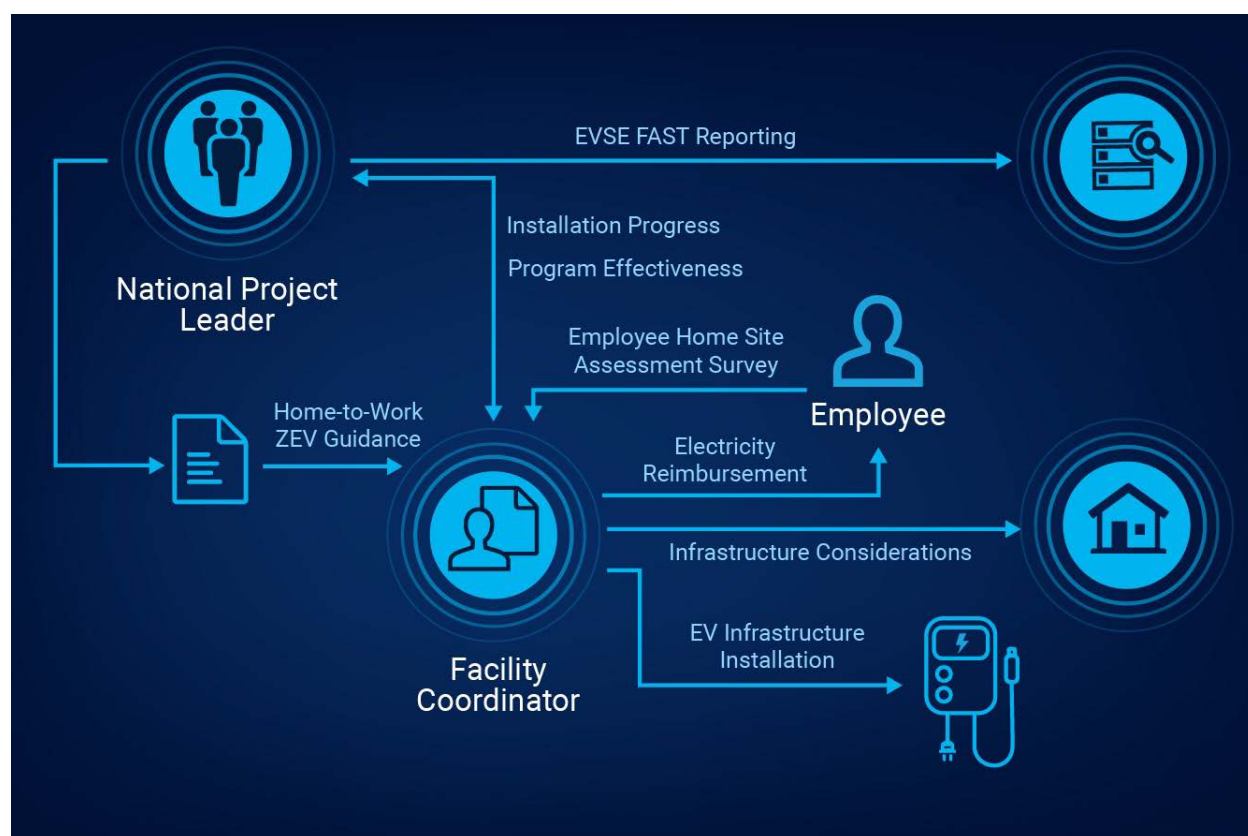 EVSE FAST Reporting
National Project
Leader
Installation Progress
Program Effectiveness
Employee Home Site
Assessment Survey
Employee
Home-to-Work
ZEV Guidance
Electricity
Reimbursement
Infrastructure Considerations
Facility
Coordinator
EV Infrastructure
Installation